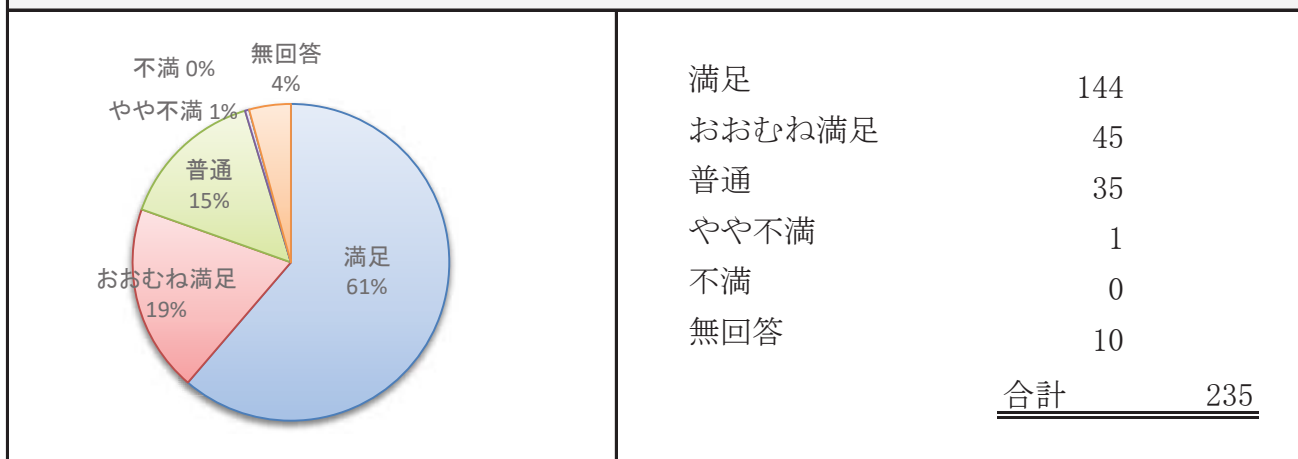 無回答
4%
不満 0%
やや不満 1%
普通
15%
おおむね満足
19%
満足
61%
満足 144
おおむね満足 45
普通 35
やや不満 1
不満 0
無回答 10
合計 235